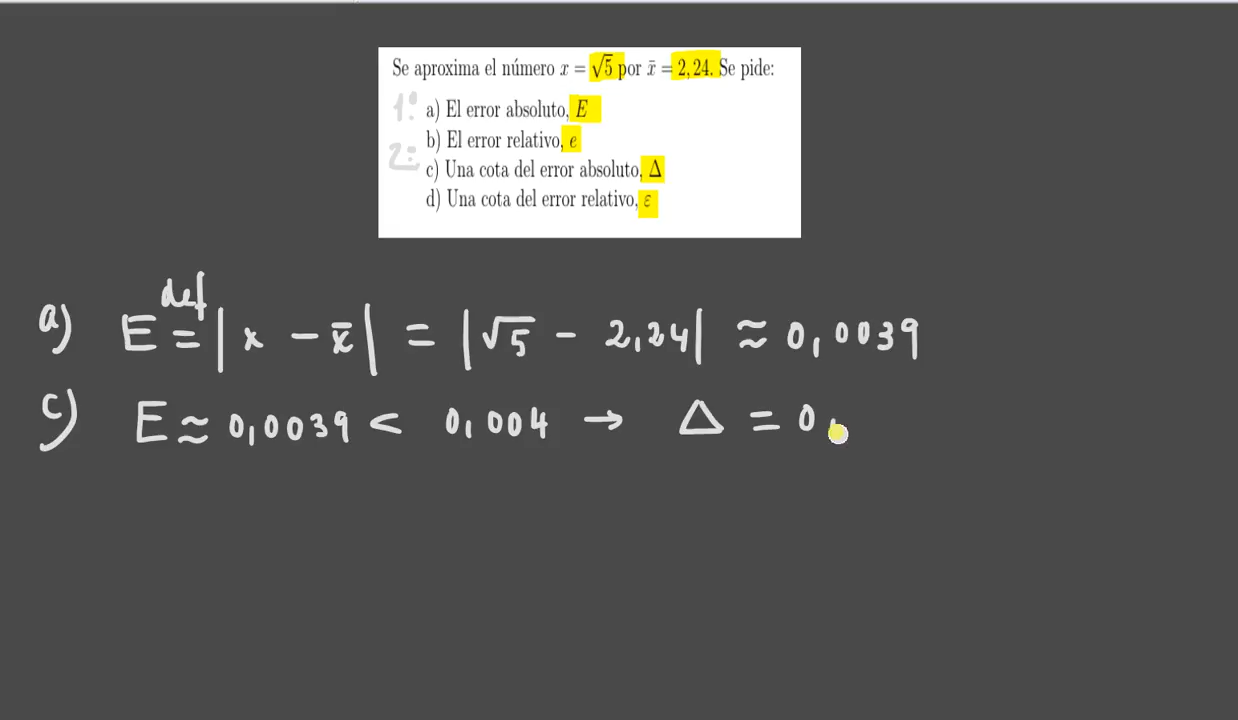 Se aproxima el número x = √5 por x̄ = 2, 24. Se pide:
1º a) El error absoluto, E
b) El error relativo, e
2º c) Una cota del error absoluto, Δ
d) Una cota del error relativo, ε
a) E =def |x - x̄| = |√5 - 2,24| ≈ 0,0039
c) E ≈ 0,0039 < 0,004 → Δ = 0,